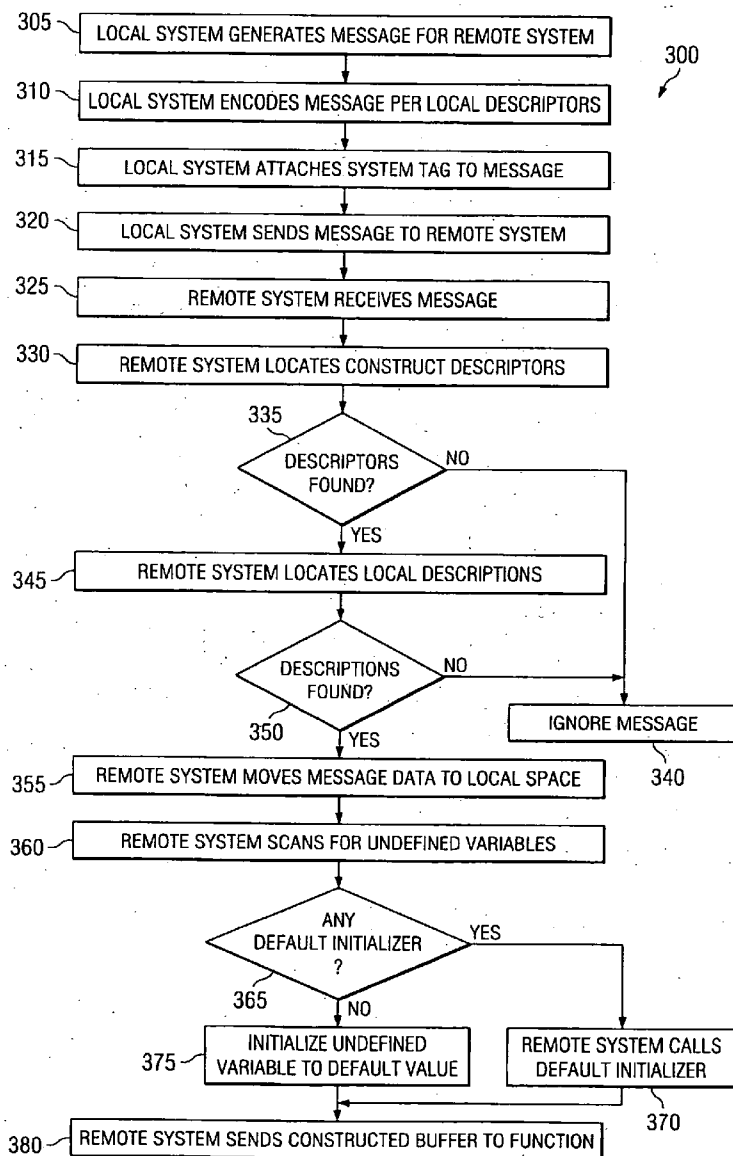 305 LOCAL SYSTEM GENERATES MESSAGE FOR REMOTE SYSTEM
300
310 LOCAL SYSTEM ENCODES MESSAGE PER LOCAL DESCRIPTORS
315 LOCAL SYSTEM ATTACHES SYSTEM TAG TO MESSAGE
320 LOCAL SYSTEM SENDS MESSAGE TO REMOTE SYSTEM
325 REMOTE SYSTEM RECEIVES MESSAGE
330 REMOTE SYSTEM LOCATES CONSTRUCT DESCRIPTORS
335
DESCRIPTORS
FOUND?
NO
YES
345 REMOTE SYSTEM LOCATES LOCAL DESCRIPTIONS
DESCRIPTIONS
FOUND?
NO
350
YES
IGNORE MESSAGE
340
355 REMOTE SYSTEM MOVES MESSAGE DATA TO LOCAL SPACE
360 REMOTE SYSTEM SCANS FOR UNDEFINED VARIABLES
ANY
DEFAULT INITIALIZER
?
YES
365
NO
375 INITIALIZE UNDEFINED
VARIABLE TO DEFAULT VALUE
REMOTE SYSTEM CALLS
DEFAULT INITIALIZER
370
380 REMOTE SYSTEM SENDS CONSTRUCTED BUFFER TO FUNCTION